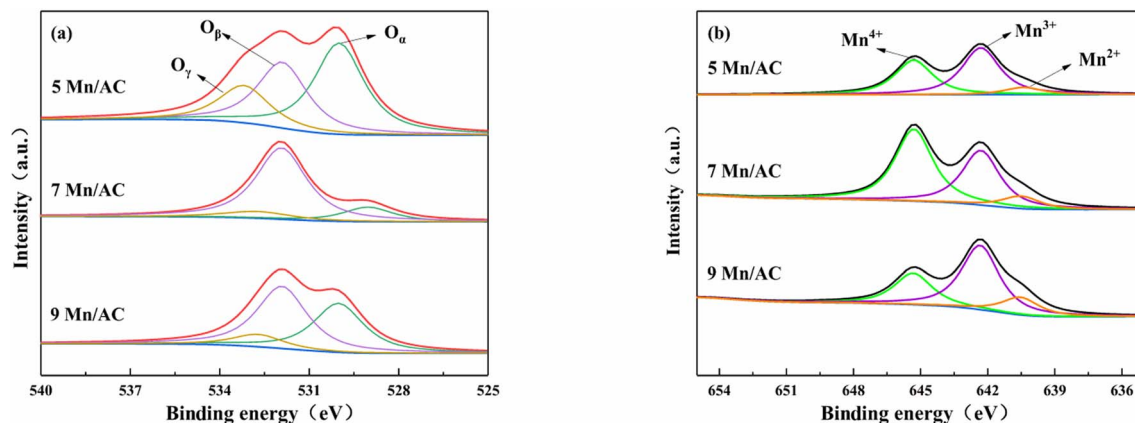 (a)
Oβ
Oα
Oγ
5 Mn/AC
7 Mn/AC
9 Mn/AC
Intensity（a.u.）
540 537 534 531 528 525
Binding energy（eV）
(b)
Mn3+
Mn4+
Mn2+
5 Mn/AC
7 Mn/AC
9 Mn/AC
Intensity（a.u.）
654 651 648 645 642 639 636
Binding energy（eV）